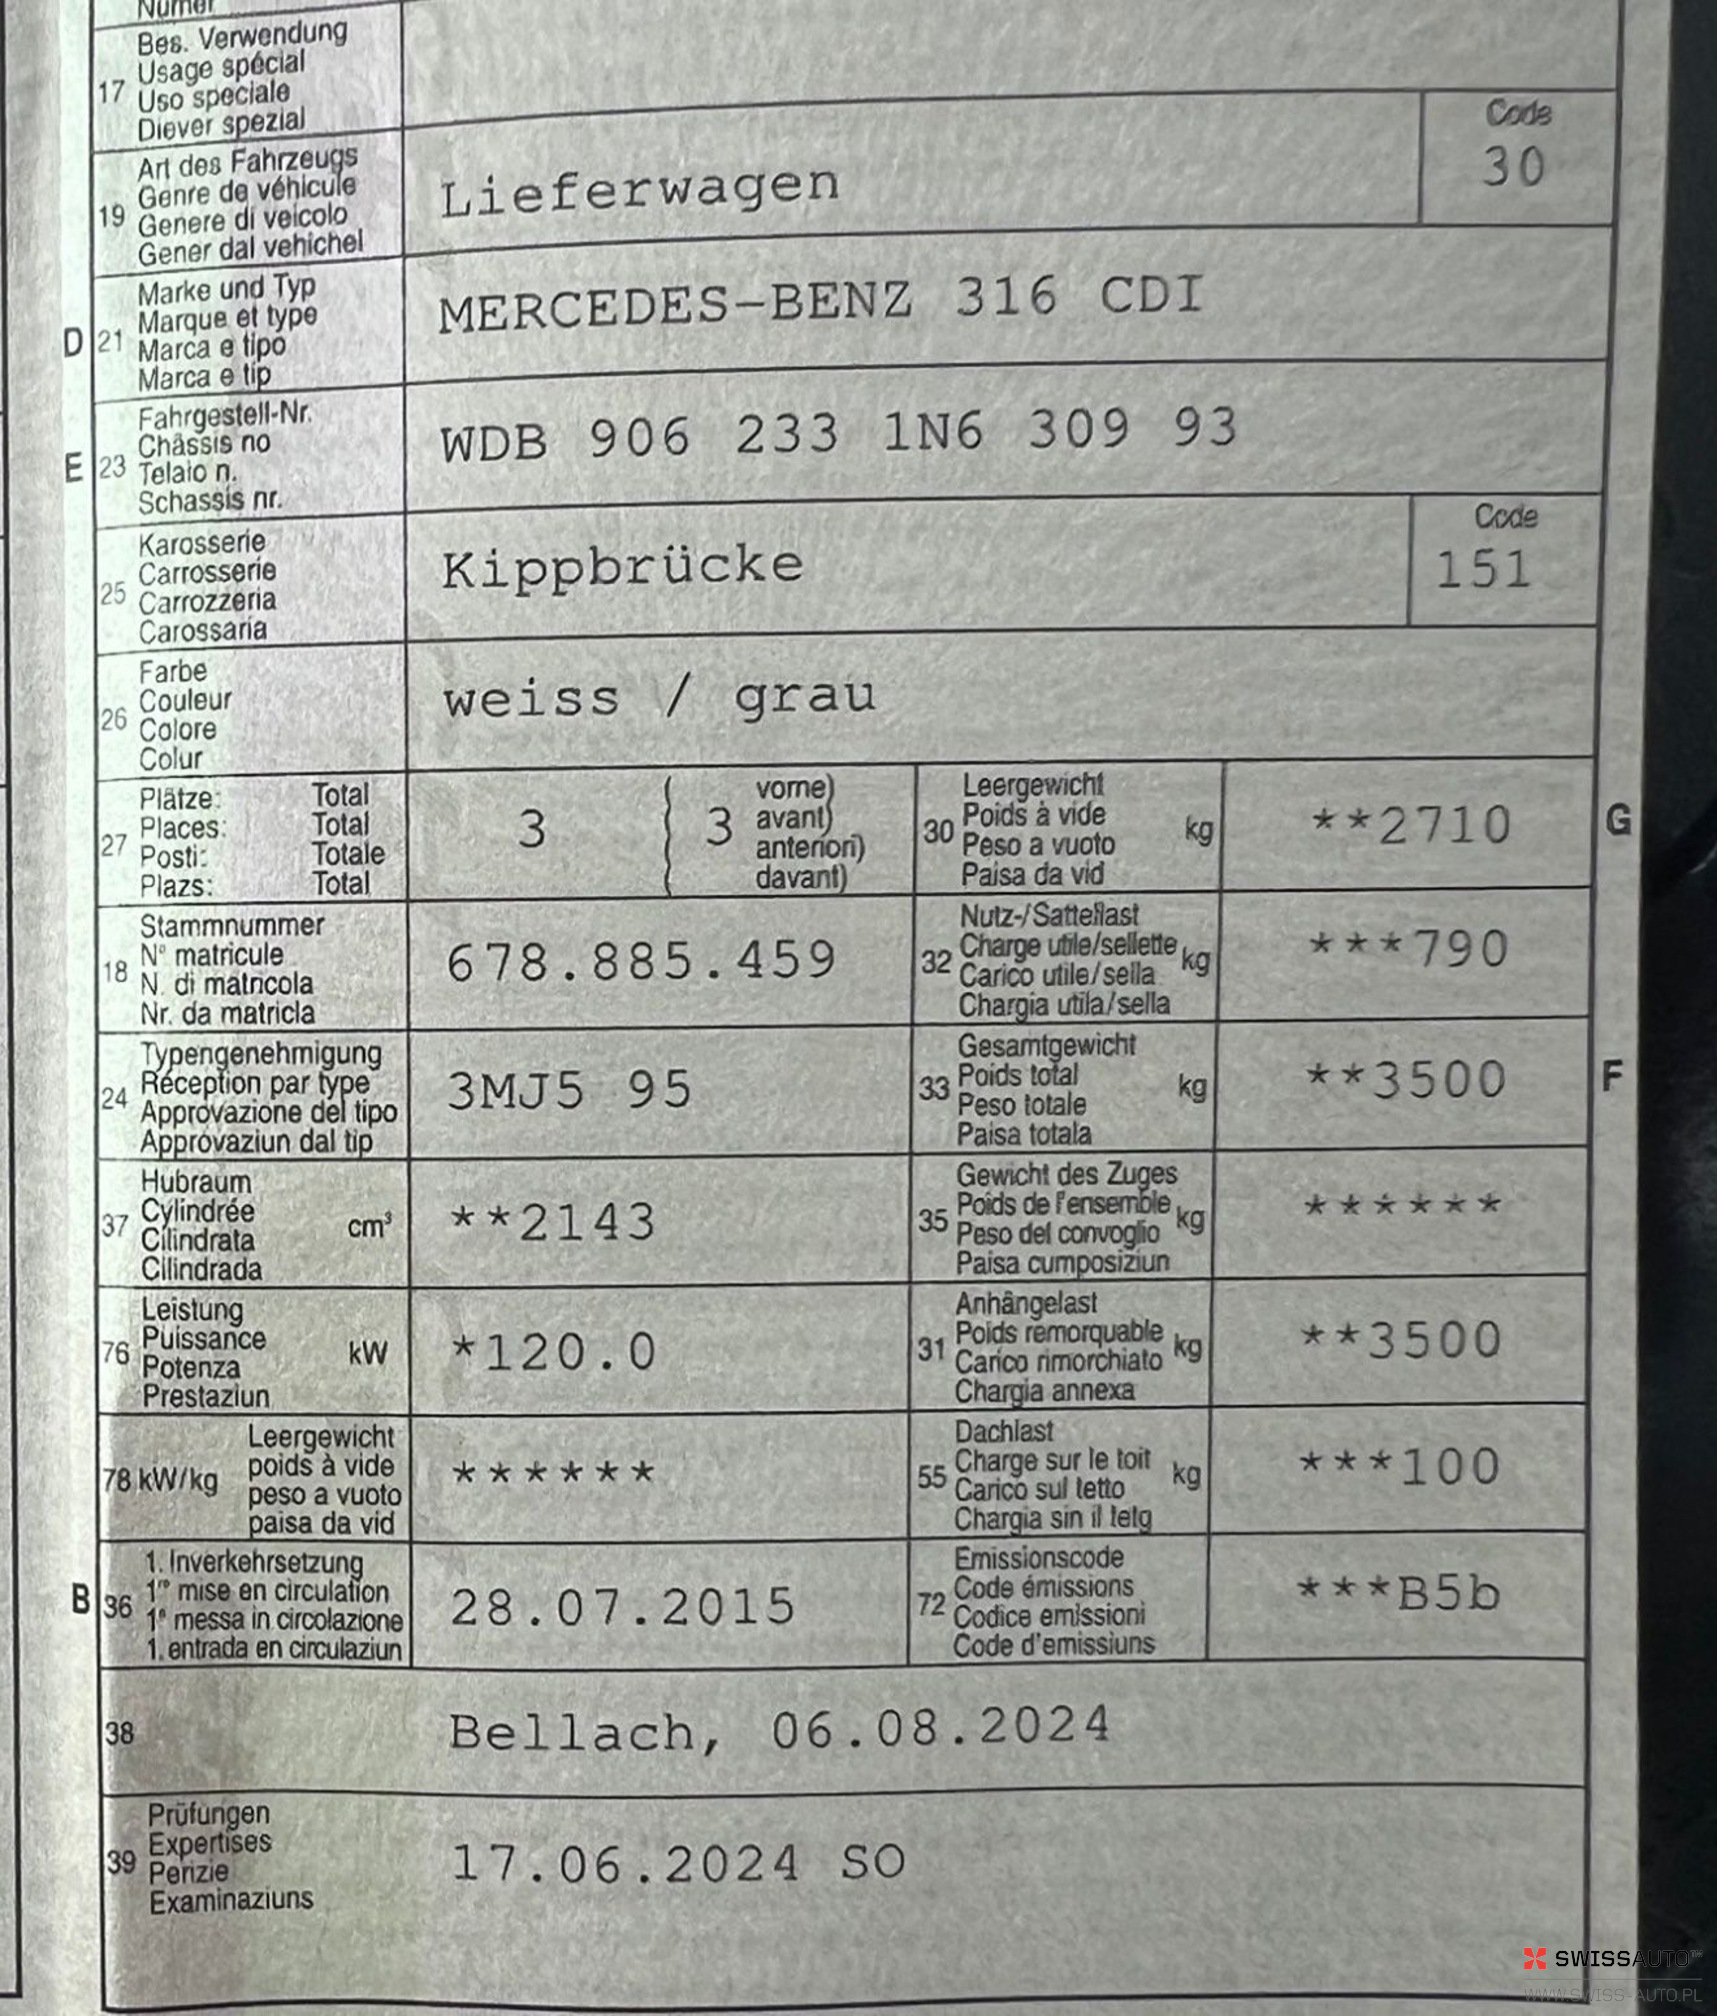 Numer
17 Bes. Verwendung
Usage spécial
Uso speciale
Diever spezial
19 Art des Fahrzeugs
Genre de véhicule
Genere di veicolo
Gener dal vehichel
Lieferwagen
Code
30
D 21 Marke und Typ
Marque et type
Marca e tipo
Marca e tip
MERCEDES-BENZ 316 CDI
E 23 Fahrgestell-Nr.
Châssis no
Telaio n.
Schassis nr.
WDB 906 233 1N6 309 93
25 Karosserie
Carrosserie
Carrozzeria
Carossaria
Kippbrücke
Code
151
26 Farbe
Couleur
Colore
Colur
weiss / grau
27 Plätze: Total
Places: Total
Posti: Totale
Plazs: Total
3 ( 3 vorne)
avant)
anteriori)
davant)
30 Leergewicht
Poids à vide
Peso a vuoto
Paisa da vid
kg
**2710
G
18 Stammnummer
N° matricule
N. di matricola
Nr. da matricla
678.885.459
32 Nutz-/Sattellast
Charge utile/sellette
Carico utile/sella
Chargia utila/sella
kg
***790
24 Typengenehmigung
Réception par type
Approvazione del tipo
Approvaziun dal tip
3MJ5 95
33 Gesamtgewicht
Poids total
Peso totale
Paisa totala
kg
**3500
F
37 Hubraum
Cylindrée
Cilindrata
Cilindrada
cm³
**2143
35 Gewicht des Zuges
Poids de l'ensemble
Peso del convoglio
Paisa cumposiziun
kg
******
76 Leistung
Puissance
Potenza
Prestaziun
kW
*120.0
31 Anhängelast
Poids remorquable
Carico rimorchiato
Chargia annexa
kg
**3500
78 kW/kg Leergewicht
poids à vide
peso a vuoto
paisa da vid
******
55 Dachlast
Charge sur le toit
Carico sul tetto
Chargia sin il tetg
kg
***100
B 36 1. Inverkehrsetzung
1re mise en circulation
1a messa in circolazione
1. entrada en circulaziun
28.07.2015
72 Emissionscode
Code émissions
Codice emissioni
Code d'emissiuns
***B5b
38 Bellach, 06.08.2024
39 Prüfungen
Expertises
Perizie
Examinaziuns
17.06.2024 SO
SWISSAUTO
WWW.SWISS-AUTO.PL